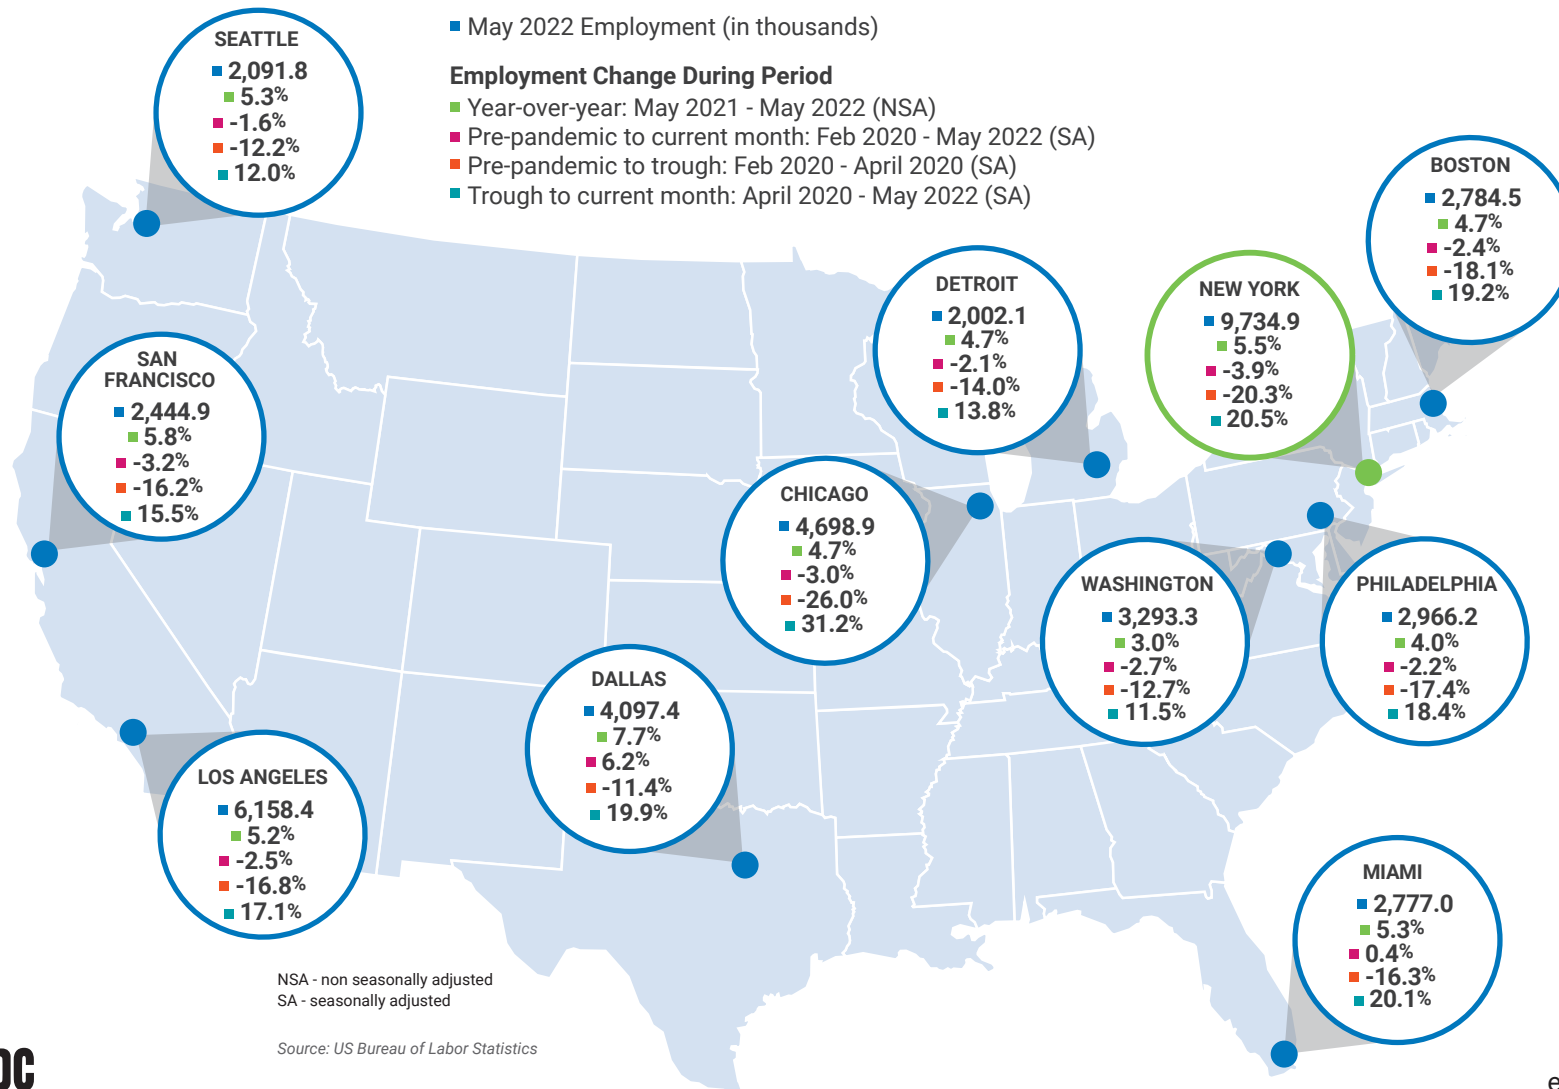 May 2022 Employment (in thousands)
Employment Change During Period
Year-over-year: May 2021 - May 2022 (NSA)
Pre-pandemic to current month: Feb 2020 - May 2022 (SA)
Pre-pandemic to trough: Feb 2020 - April 2020 (SA)
Trough to current month: April 2020 - May 2022 (SA)
SEATTLE
2,091.8
5.3%
-1.6%
-12.2%
12.0%
BOSTON
2,784.5
4.7%
-2.4%
-18.1%
19.2%
DETROIT
2,002.1
4.7%
-2.1%
-14.0%
13.8%
NEW YORK
9,734.9
5.5%
-3.9%
-20.3%
20.5%
SAN
FRANCISCO
2,444.9
5.8%
-3.2%
-16.2%
15.5%
CHICAGO
4,698.9
4.7%
-3.0%
-26.0%
31.2%
WASHINGTON
3,293.3
3.0%
-2.7%
-12.7%
11.5%
PHILADELPHIA
2,966.2
4.0%
-2.2%
-17.4%
18.4%
DALLAS
4,097.4
7.7%
6.2%
-11.4%
19.9%
LOS ANGELES
6,158.4
5.2%
-2.5%
-16.8%
17.1%
MIAMI
2,777.0
5.3%
0.4%
-16.3%
20.1%
NSA - non seasonally adjusted
SA - seasonally adjusted
Source: US Bureau of Labor Statistics